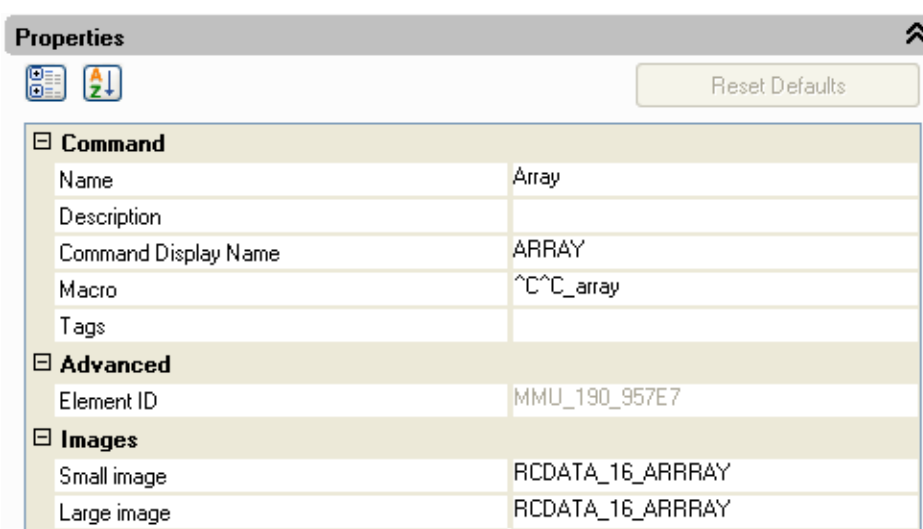 Properties
Reset Defaults
Command
Name Array
Description
Command Display Name ARRAY
Macro ^C^C_array
Tags
Advanced
Element ID MMU_190_957E7
Images
Small image RCDATA_16_ARRRAY
Large image RCDATA_16_ARRRAY